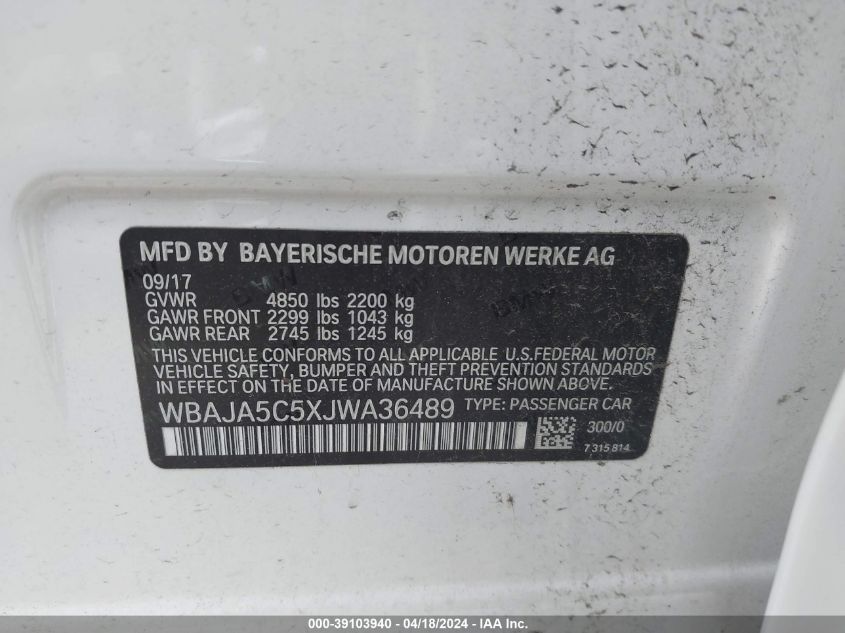 MFD BY BAYERISCHE MOTOREN WERKE AG
09/17
GVWR 4850 lbs 2200 kg
GAWR FRONT 2299 lbs 1043 kg
GAWR REAR 2745 lbs 1245 kg
THIS VEHICLE CONFORMS TO ALL APPLICABLE U.S.FEDERAL MOTOR
VEHICLE SAFETY, BUMPER AND THEFT PREVENTION STANDARDS
IN EFFECT ON THE DATE OF MANUFACTURE SHOWN ABOVE.
WBAJA5C5XJWA36489 TYPE: PASSENGER CAR
300/0
7 315 814
000-39103940 - 04/18/2024 - IAA Inc.